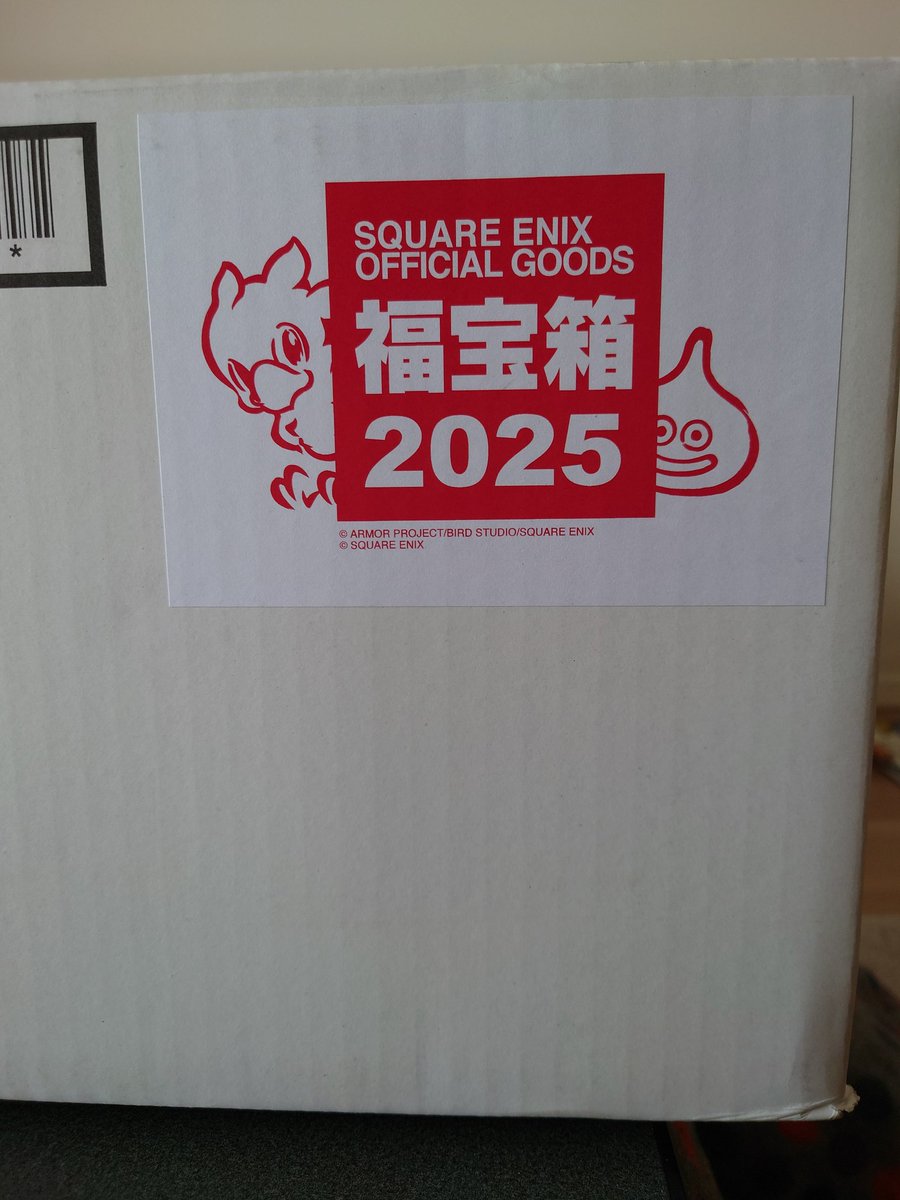 *
SQUARE ENIX
OFFICIAL GOODS
福宝箱
2025
© ARMOR PROJECT/BIRD STUDIO/SQUARE ENIX
© SQUARE ENIX